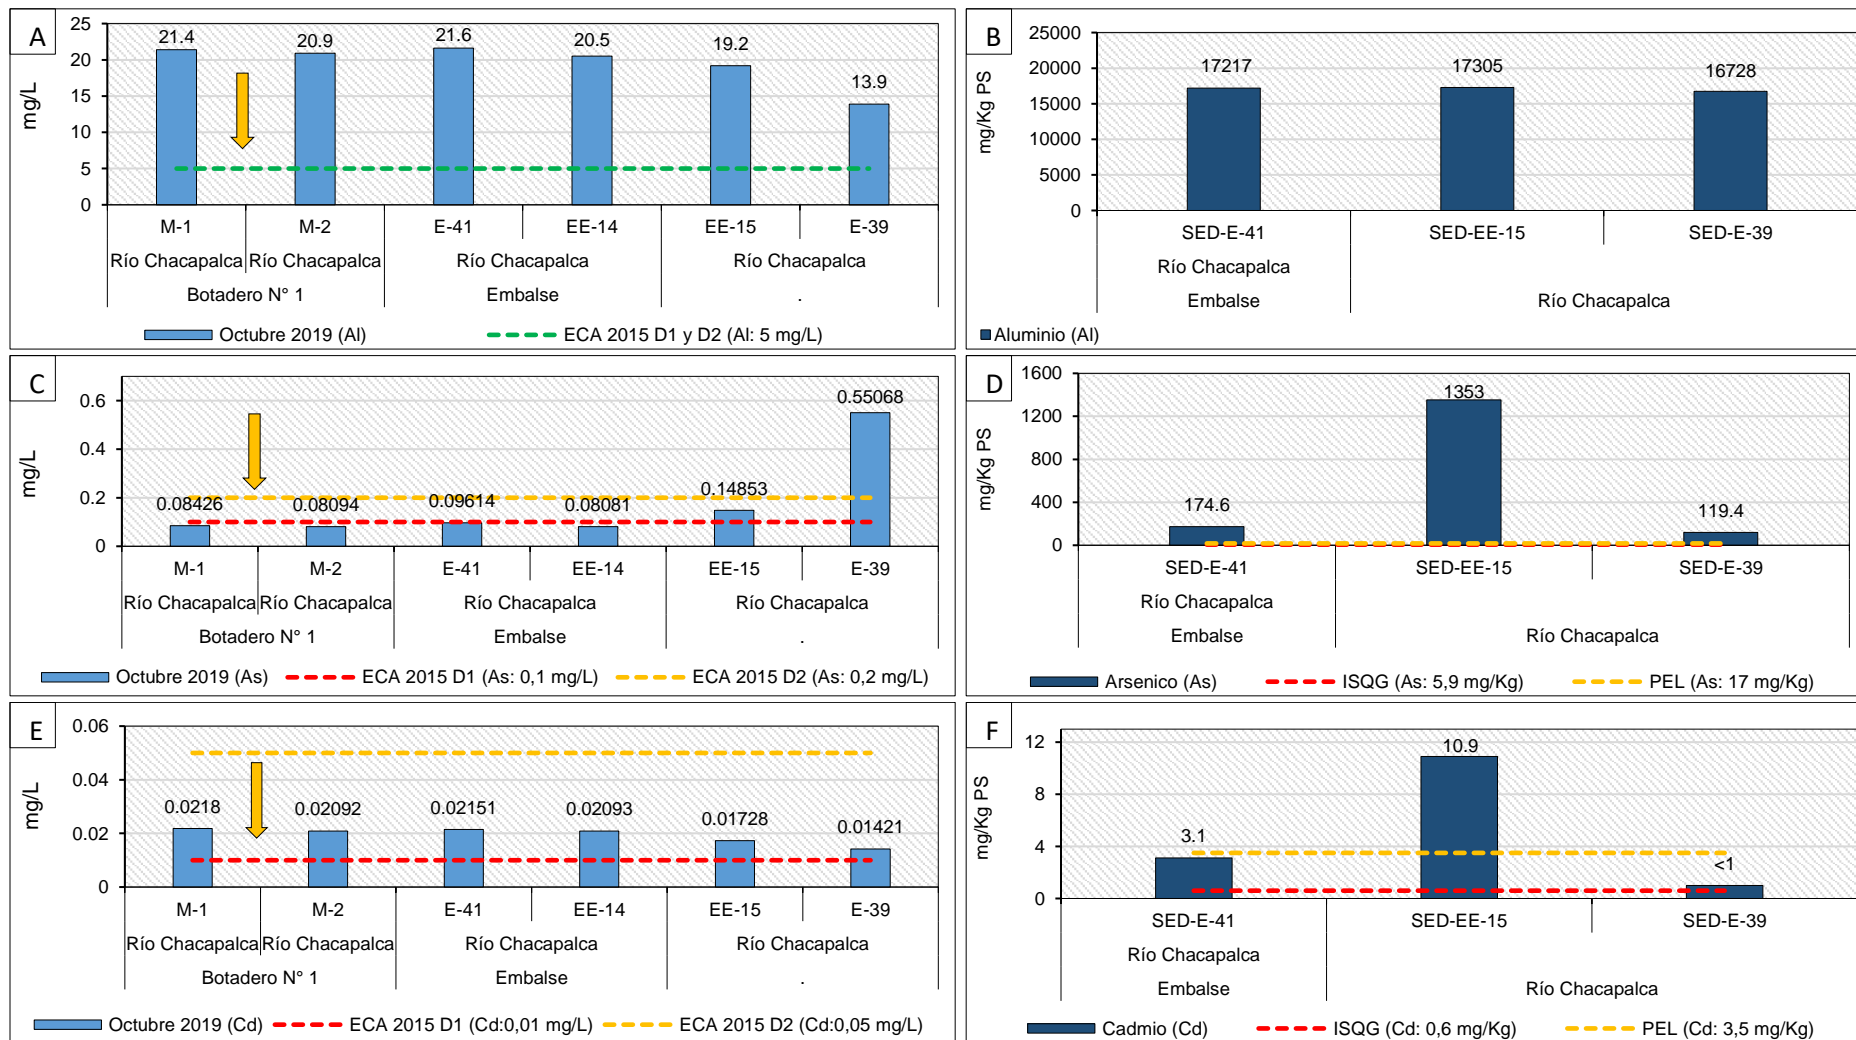 A
mg/L
25
20
15
10
5
0
21.4
20.9
21.6
20.5
19.2
13.9
M-1 M-2 E-41 EE-14 EE-15 E-39
Río Chacapalca Río Chacapalca Río Chacapalca Río Chacapalca
Botadero N° 1 Embalse .
Octubre 2019 (Al) ECA 2015 D1 y D2 (Al: 5 mg/L)
B
mg/Kg PS
25000
20000
15000
10000
5000
0
17217
17305
16728
SED-E-41 SED-EE-15 SED-E-39
Río Chacapalca
Embalse Río Chacapalca
Aluminio (Al)
C
mg/L
0.6
0.4
0.2
0
0.08426
0.08094
0.09614
0.08081
0.14853
0.55068
M-1 M-2 E-41 EE-14 EE-15 E-39
Río Chacapalca Río Chacapalca Río Chacapalca Río Chacapalca
Botadero N° 1 Embalse .
Octubre 2019 (As) ECA 2015 D1 (As: 0,1 mg/L) ECA 2015 D2 (As: 0,2 mg/L)
D
mg/Kg PS
1600
1200
800
400
0
174.6
1353
119.4
SED-E-41 SED-EE-15 SED-E-39
Río Chacapalca
Embalse Río Chacapalca
Arsenico (As) ISQG (As: 5,9 mg/Kg) PEL (As: 17 mg/Kg)
E
mg/L
0.06
0.04
0.02
0
0.0218
0.02092
0.02151
0.02093
0.01728
0.01421
M-1 M-2 E-41 EE-14 EE-15 E-39
Río Chacapalca Río Chacapalca Río Chacapalca Río Chacapalca
Botadero N° 1 Embalse .
Octubre 2019 (Cd) ECA 2015 D1 (Cd:0,01 mg/L) ECA 2015 D2 (Cd:0,05 mg/L)
F
mg/Kg PS
12
8
4
0
3.1
10.9
<1
SED-E-41 SED-EE-15 SED-E-39
Río Chacapalca
Embalse Río Chacapalca
Cadmio (Cd) ISQG (Cd: 0,6 mg/Kg) PEL (Cd: 3,5 mg/Kg)